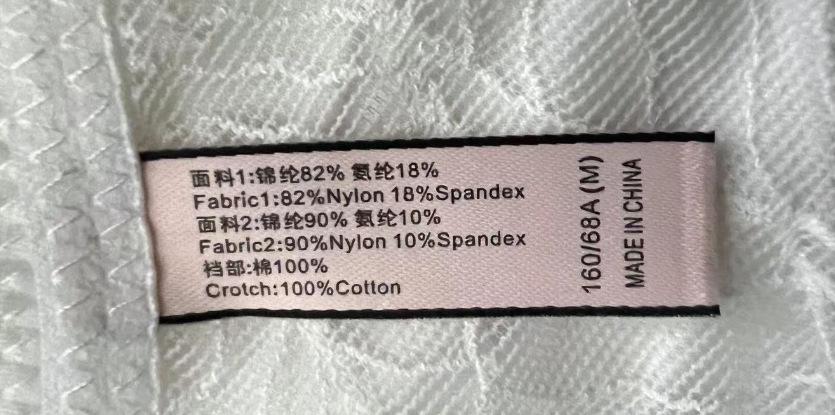 面料1:锦纶82% 氨纶18%
Fabric1:82%Nylon 18%Spandex
面料2:锦纶90% 氨纶10%
Fabric2:90%Nylon 10%Spandex
裆部:棉100%
Crotch:100%Cotton
160/68A (M)
MADE IN CHINA